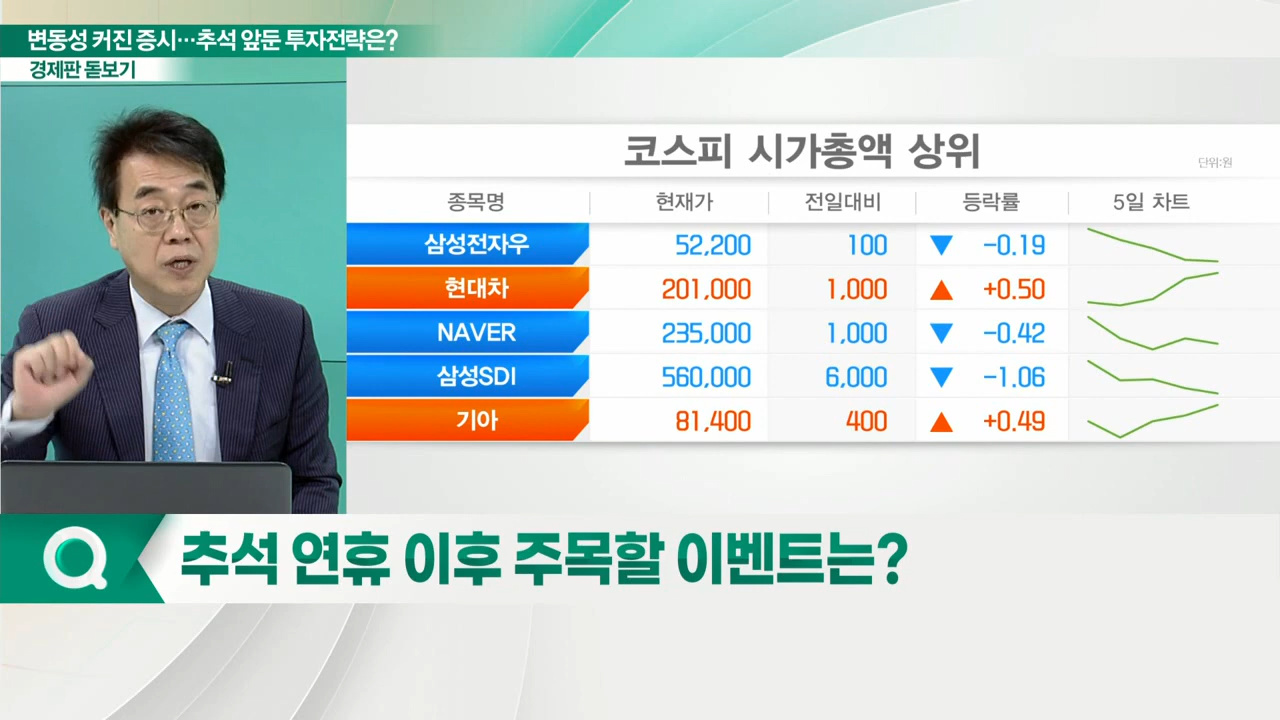 변동성 커진 증시…추석 앞둔 투자전략은?
경제판 돋보기
코스피 시가총액 상위
단위:원
종목명 현재가 전일대비 등락률 5일 차트
삼성전자우 52,200 100 ▼ -0.19
현대차 201,000 1,000 ▲ +0.50
NAVER 235,000 1,000 ▼ -0.42
삼성SDI 560,000 6,000 ▼ -1.06
기아 81,400 400 ▲ +0.49
추석 연휴 이후 주목할 이벤트는?